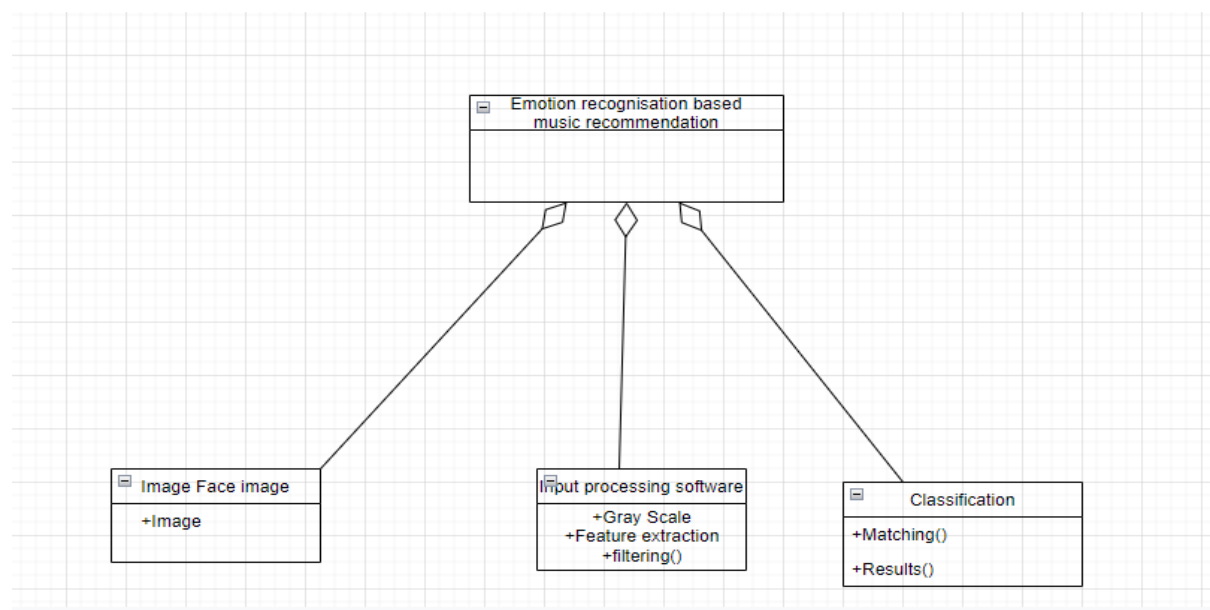 Emotion recognisation based
music recommendation
Image Face image
+Image
Input processing software
+Gray Scale
+Feature extraction
+filtering()
Classification
+Matching()
+Results()